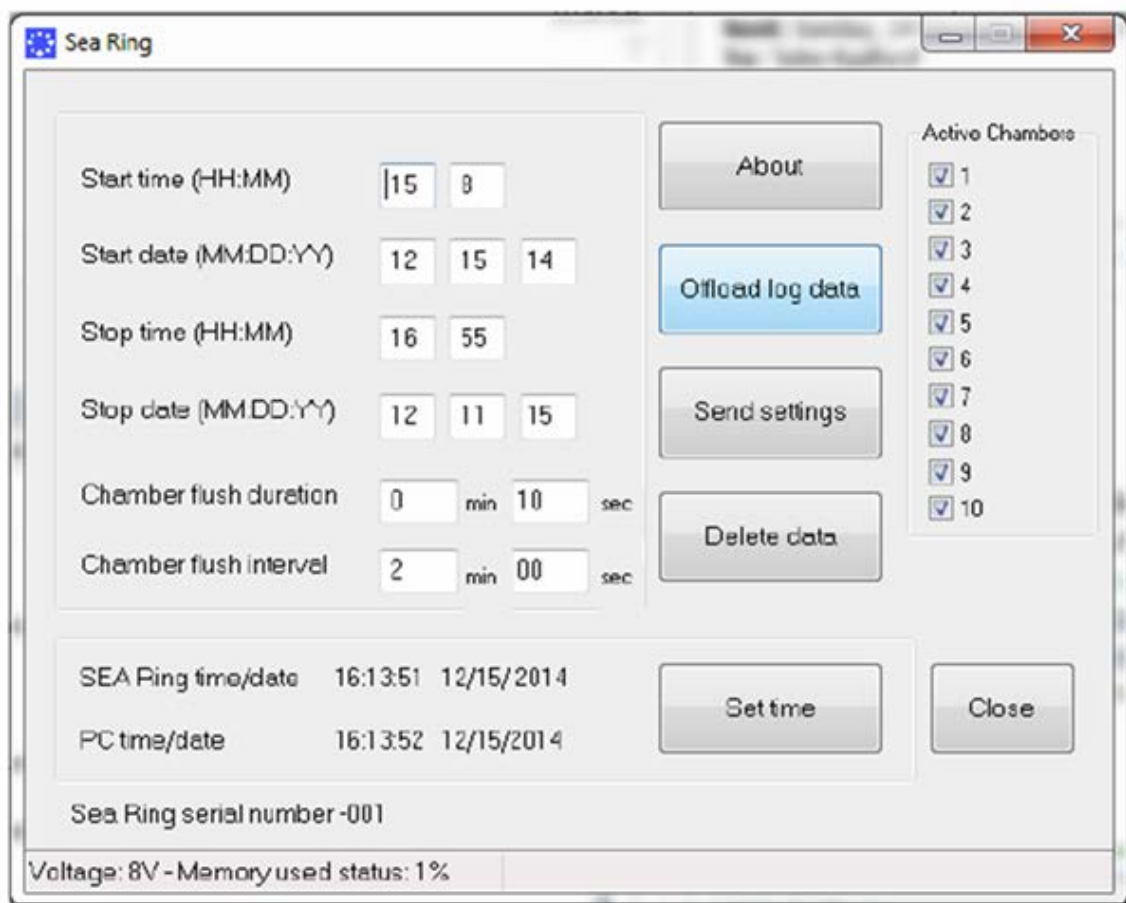 Sea Ring
Start time (HH:MM) 15 8
Start date (MM:DD:YY) 12 15 14
Stop time (HH:MM) 16 55
Stop date (MM:DD:YY) 12 11 15
Chamber flush duration 0 min 10 sec
Chamber flush interval 2 min 00 sec
About
Offload log data
Send settings
Delete data
Active Chambers
1
2
3
4
5
6
7
8
9
10
SEA Ring time/date 16:13:51 12/15/2014
PC time/date 16:13:52 12/15/2014
Set time
Close
Sea Ring serial number -001
Voltage: 8V - Memory used status: 1%